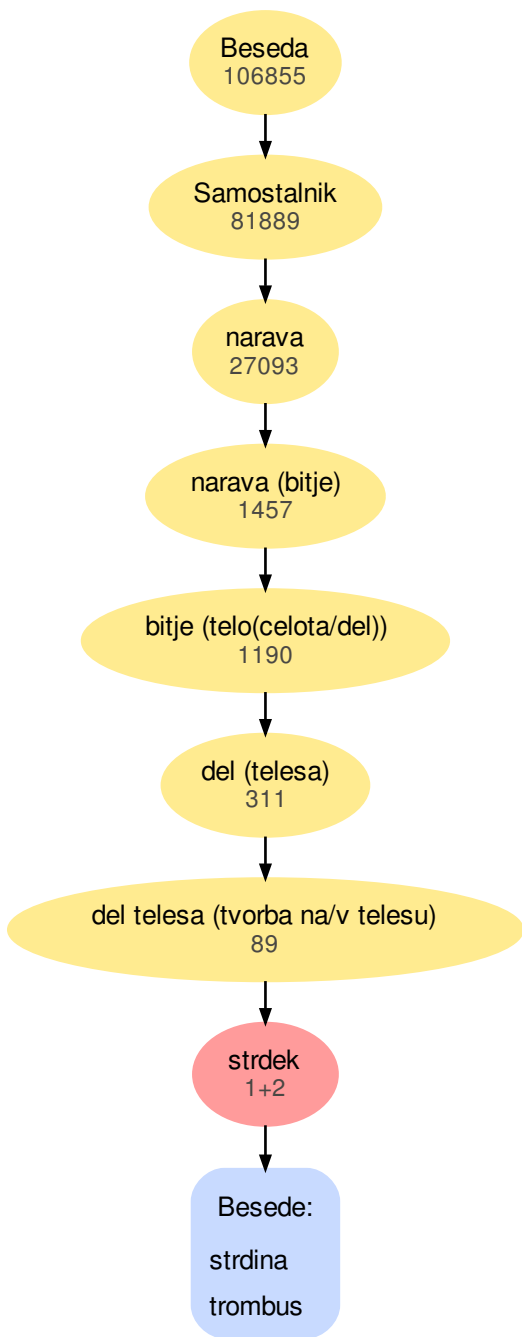 Beseda
106855
Samostalnik
81889
narava
27093
narava (bitje)
1457
bitje (telo(celota/del))
1190
del (telesa)
311
del telesa (tvorba na/v telesu)
89
strdek
1+2
Besede:
strdina
trombus